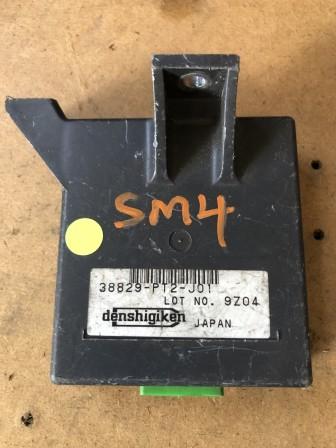 SM4
38829-PT2-J01
LOT NO. 9Z04
denshigiken
JAPAN